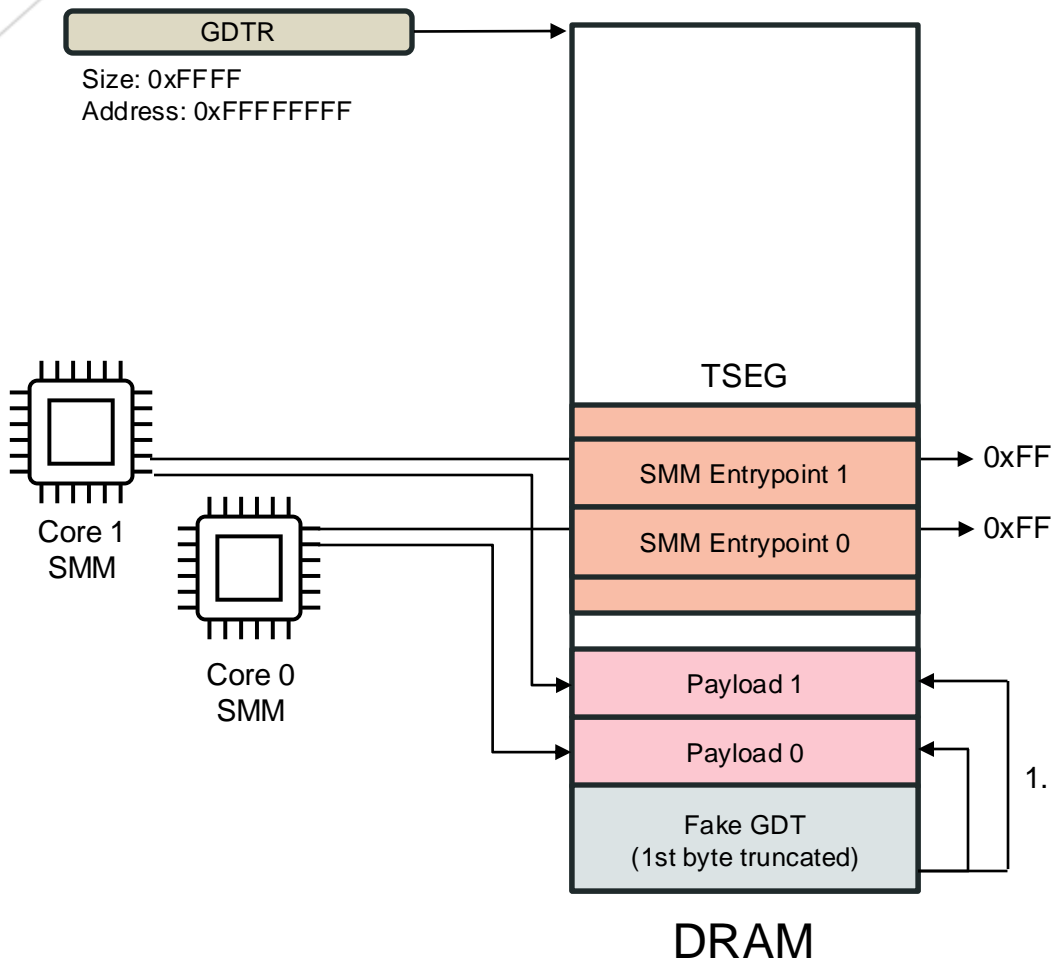 GDTR
Size: 0xFFFF
Address: 0xFFFFFFFF
TSEG
SMM Entrypoint 1
0xFF
SMM Entrypoint 0
0xFF
Core 1
SMM
Core 0
SMM
Payload 1
Payload 0
1.
Fake GDT
(1st byte truncated)
DRAM